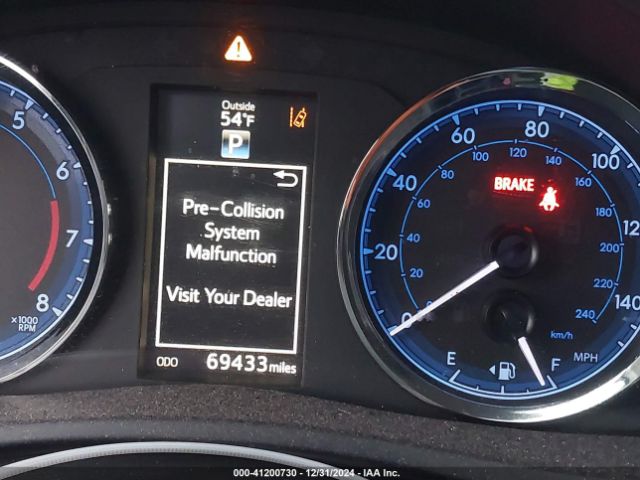 Outside
54°F
P
Pre-Collision
System
Malfunction
Visit Your Dealer
ODO 69433 miles
5
6
7
8
×1000
RPM
0
20
40
60
80
100
140
0
20
40
60
80
100
120
140
160
180
200
220
240
km/h
MPH
BRAKE
E
F
000-41200730 - 12/31/2024 - IAA Inc.